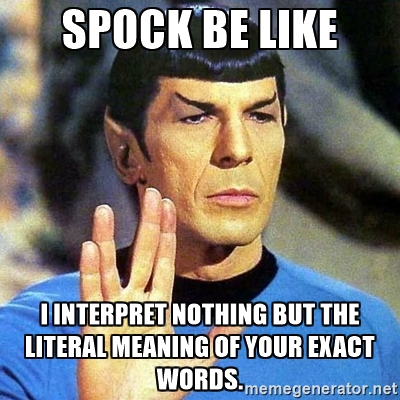 SPOCK BE LIKE
I INTERPRET NOTHING BUT THE
LITERAL MEANING OF YOUR EXACT
WORDS.
memegenerator.net